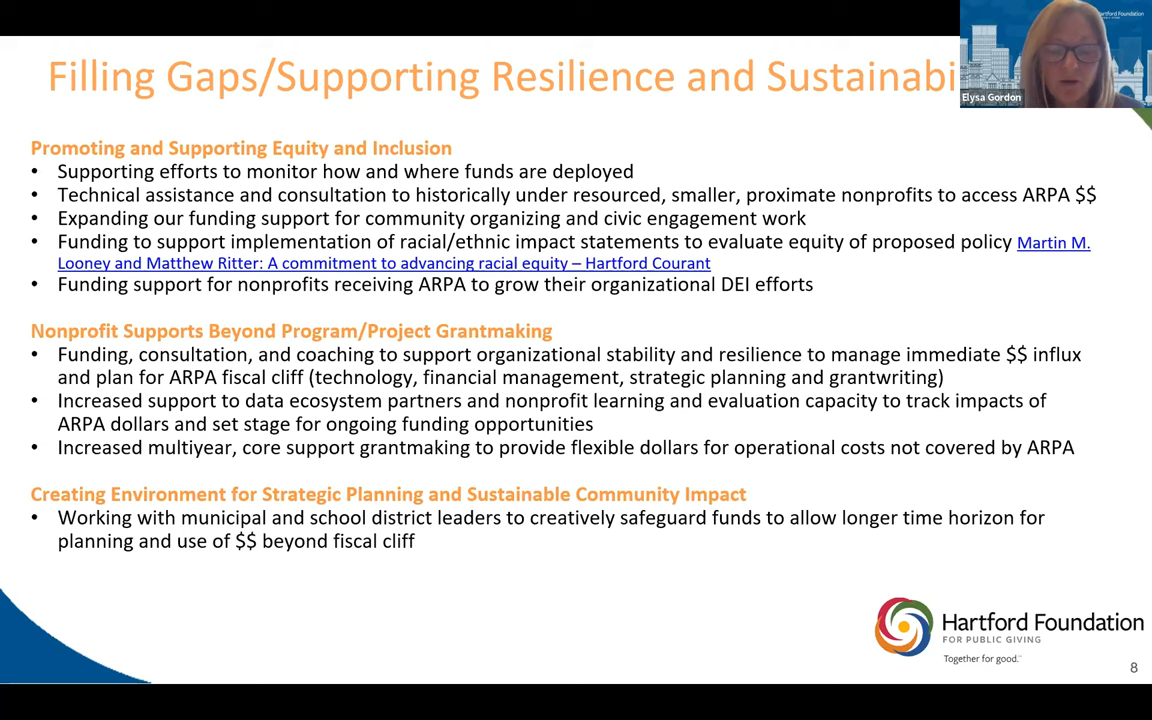 Filling Gaps/Supporting Resilience and Sustainabi
Hartford Foundation
Elysa Gordon
Promoting and Supporting Equity and Inclusion
• Supporting efforts to monitor how and where funds are deployed
• Technical assistance and consultation to historically under resourced, smaller, proximate nonprofits to access ARPA $$
• Expanding our funding support for community organizing and civic engagement work
• Funding to support implementation of racial/ethnic impact statements to evaluate equity of proposed policy Martin M.
Looney and Matthew Ritter: A commitment to advancing racial equity – Hartford Courant
• Funding support for nonprofits receiving ARPA to grow their organizational DEI efforts
Nonprofit Supports Beyond Program/Project Grantmaking
• Funding, consultation, and coaching to support organizational stability and resilience to manage immediate $$ influx
and plan for ARPA fiscal cliff (technology, financial management, strategic planning and grantwriting)
• Increased support to data ecosystem partners and nonprofit learning and evaluation capacity to track impacts of
ARPA dollars and set stage for ongoing funding opportunities
• Increased multiyear, core support grantmaking to provide flexible dollars for operational costs not covered by ARPA
Creating Environment for Strategic Planning and Sustainable Community Impact
• Working with municipal and school district leaders to creatively safeguard funds to allow longer time horizon for
planning and use of $$ beyond fiscal cliff
Hartford Foundation
FOR PUBLIC GIVING
Together for good.
8